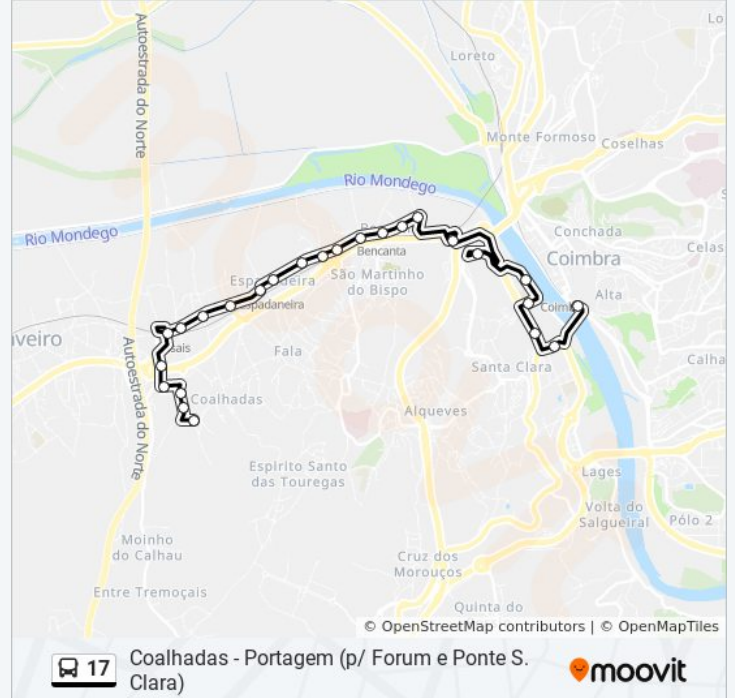 Autoestrada do Norte
Lo
Loreto
Monte Formoso
Coselhas
Rio Mondego
Rio Mondego
Conchada
Bencanta
Coimbra
Celas
São Martinho
do Bispo
Alta
Espadaneira
aveiro
Fala
Santa Clara
Calha
Coalhadas
Autoestrada do Norte
Alqueves
Espirito Santo
das Touregas
Lages
Volta do
Salgueiral
Pólo 2
Moinho
do Calhau
Cruz dos
Morouços
Entre Tremoçais
Quinta do
© OpenStreetMap contributors | © OpenMapTiles
17
Coalhadas - Portagem (p/ Forum e Ponte S.
Clara)
moovit